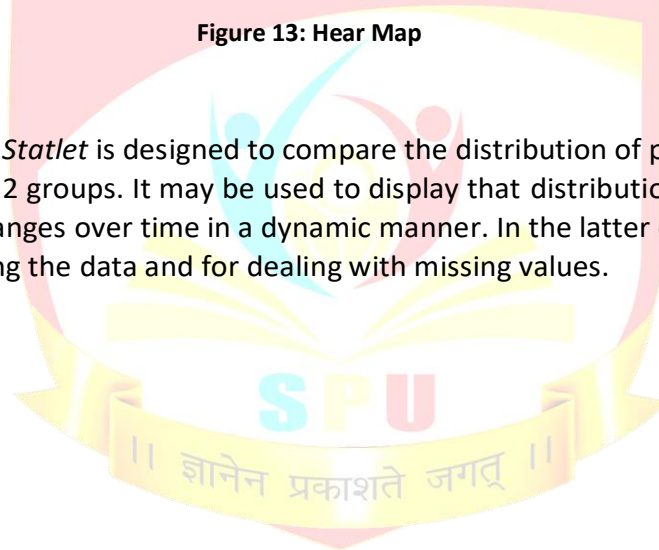 Figure 13: Hear Map
Statlet is designed to compare the distribution of p
2 groups. It may be used to display that distributio
anges over time in a dynamic manner. In the latter
ng the data and for dealing with missing values.
SPU
॥ ज्ञानेन प्रकाशते जगत् ॥